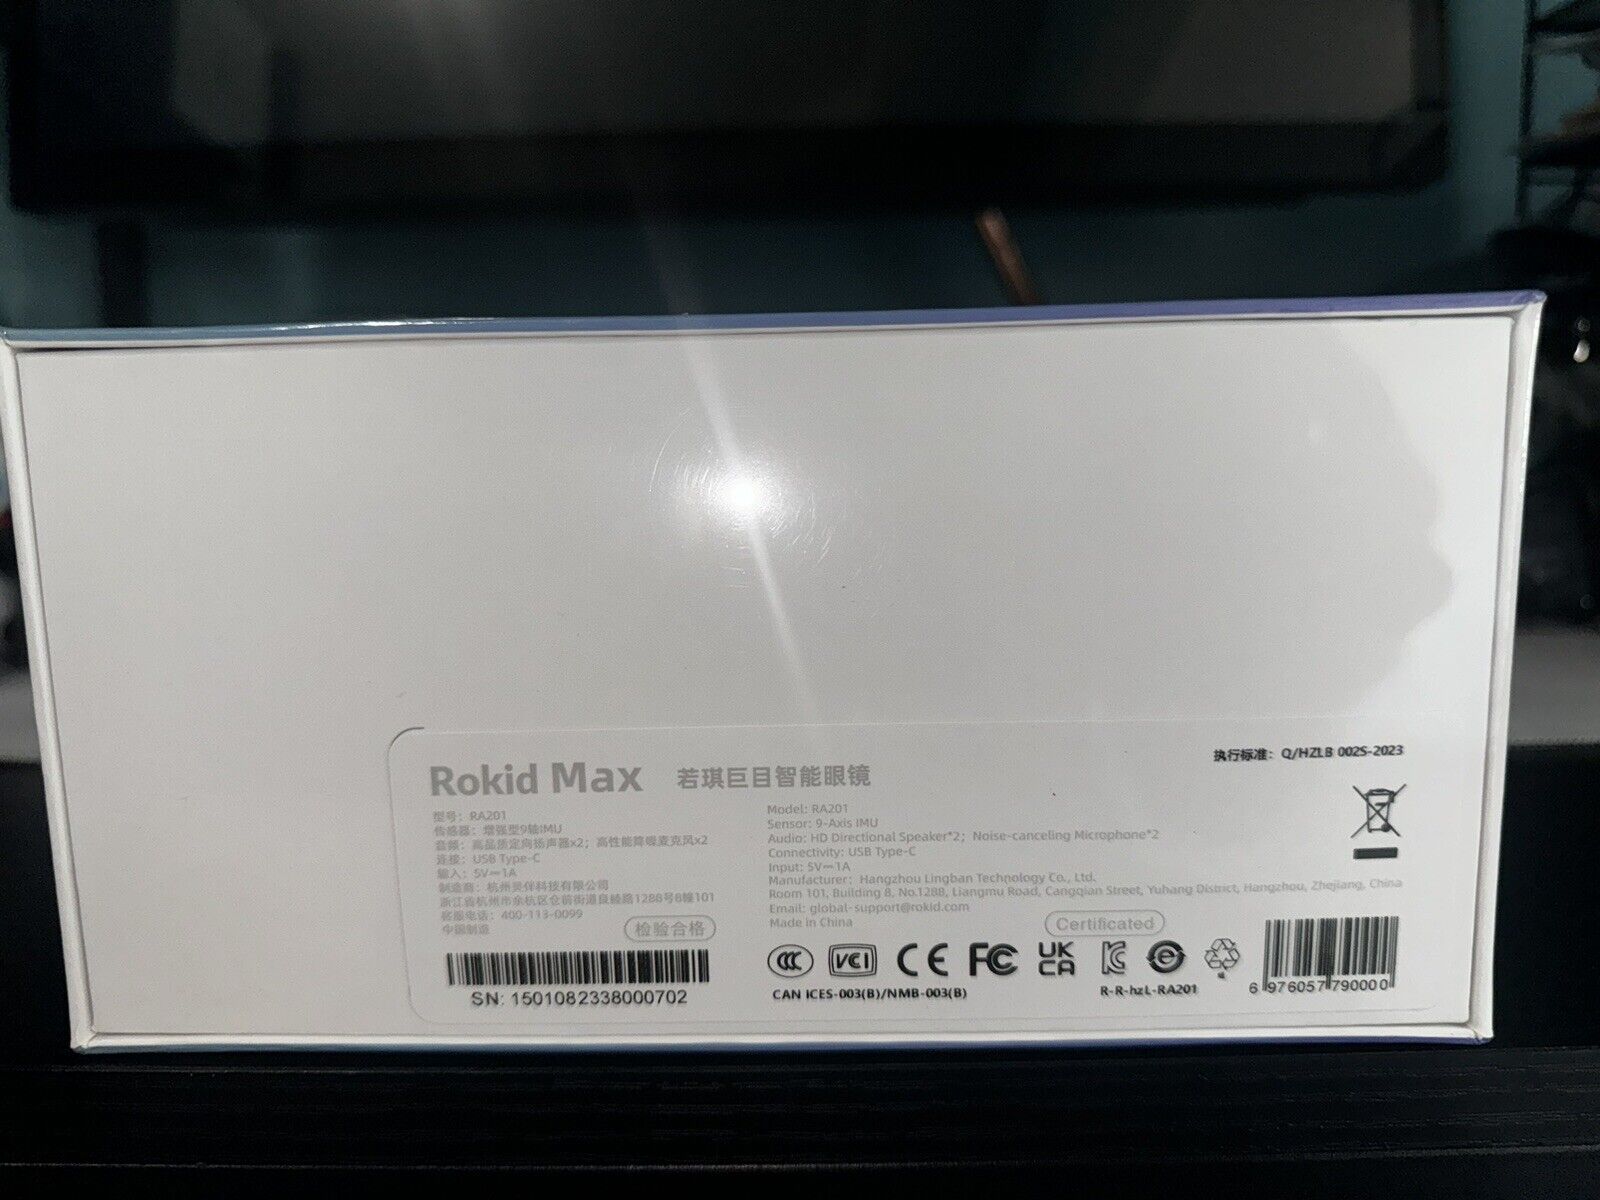 Rokid Max 若琪巨目智能眼镜
执行标准：Q/HZLB 002S-2023
型号：RA201
传感器：增强型9轴IMU
音频：高品质定向扬声器x2；高性能降噪麦克风x2
连接：USB Type-C
输入：5V⎓1A
制造商：杭州灵伴科技有限公司
浙江省杭州市余杭区仓前街道良睦路1288号8幢101
客服电话：400-113-0099
中国制造
检验合格
SN: 1501082338000702
Model: RA201
Sensor: 9-Axis IMU
Audio: HD Directional Speaker*2; Noise-canceling Microphone*2
Connectivity: USB Type-C
Input: 5V⎓1A
Manufacturer: Hangzhou Lingban Technology Co., Ltd.
Room 101, Building 8, No.1288, Liangmu Road, Cangqian Street, Yuhang District, Hangzhou, Zhejiang, China
Email: global-support@rokid.com
Made in China
Certificated
CCC VCI CE FC UK CA KC e
CAN ICES-003(B)/NMB-003(B)
R-R-hzL-RA201
6 976057 790000